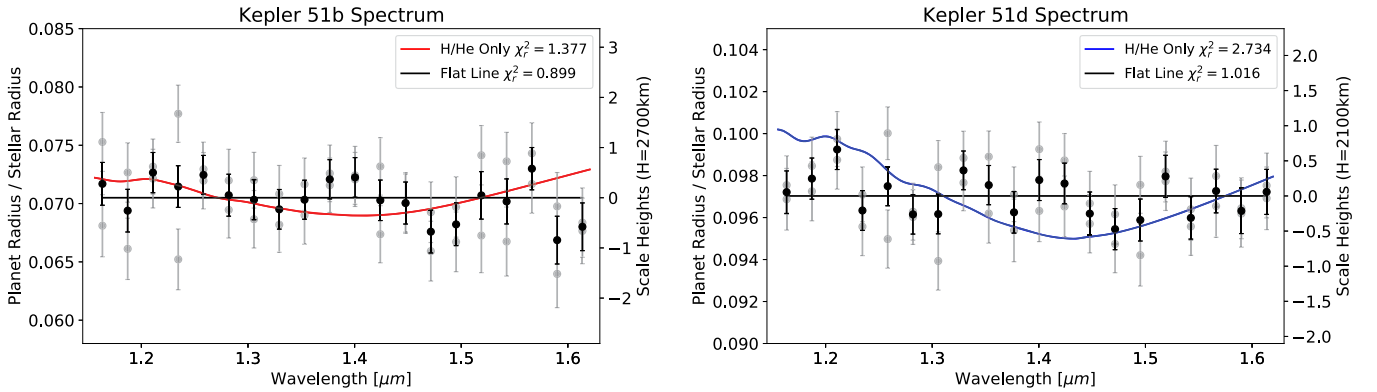 Kepler 51b Spectrum
H/He Only χ²ᵣ = 1.377
Flat Line χ²ᵣ = 0.899
Planet Radius / Stellar Radius
0.085
0.080
0.075
0.070
0.065
0.060
3
2
1
0
−1
−2
Scale Heights (H=2700km)
1.2 1.3 1.4 1.5 1.6
Wavelength [μm]
Kepler 51d Spectrum
H/He Only χ²ᵣ = 2.734
Flat Line χ²ᵣ = 1.016
Planet Radius / Stellar Radius
0.104
0.102
0.100
0.098
0.096
0.094
0.092
0.090
2.0
1.5
1.0
0.5
0.0
−0.5
−1.0
−1.5
−2.0
Scale Heights (H=2100km)
1.2 1.3 1.4 1.5 1.6
Wavelength [μm]